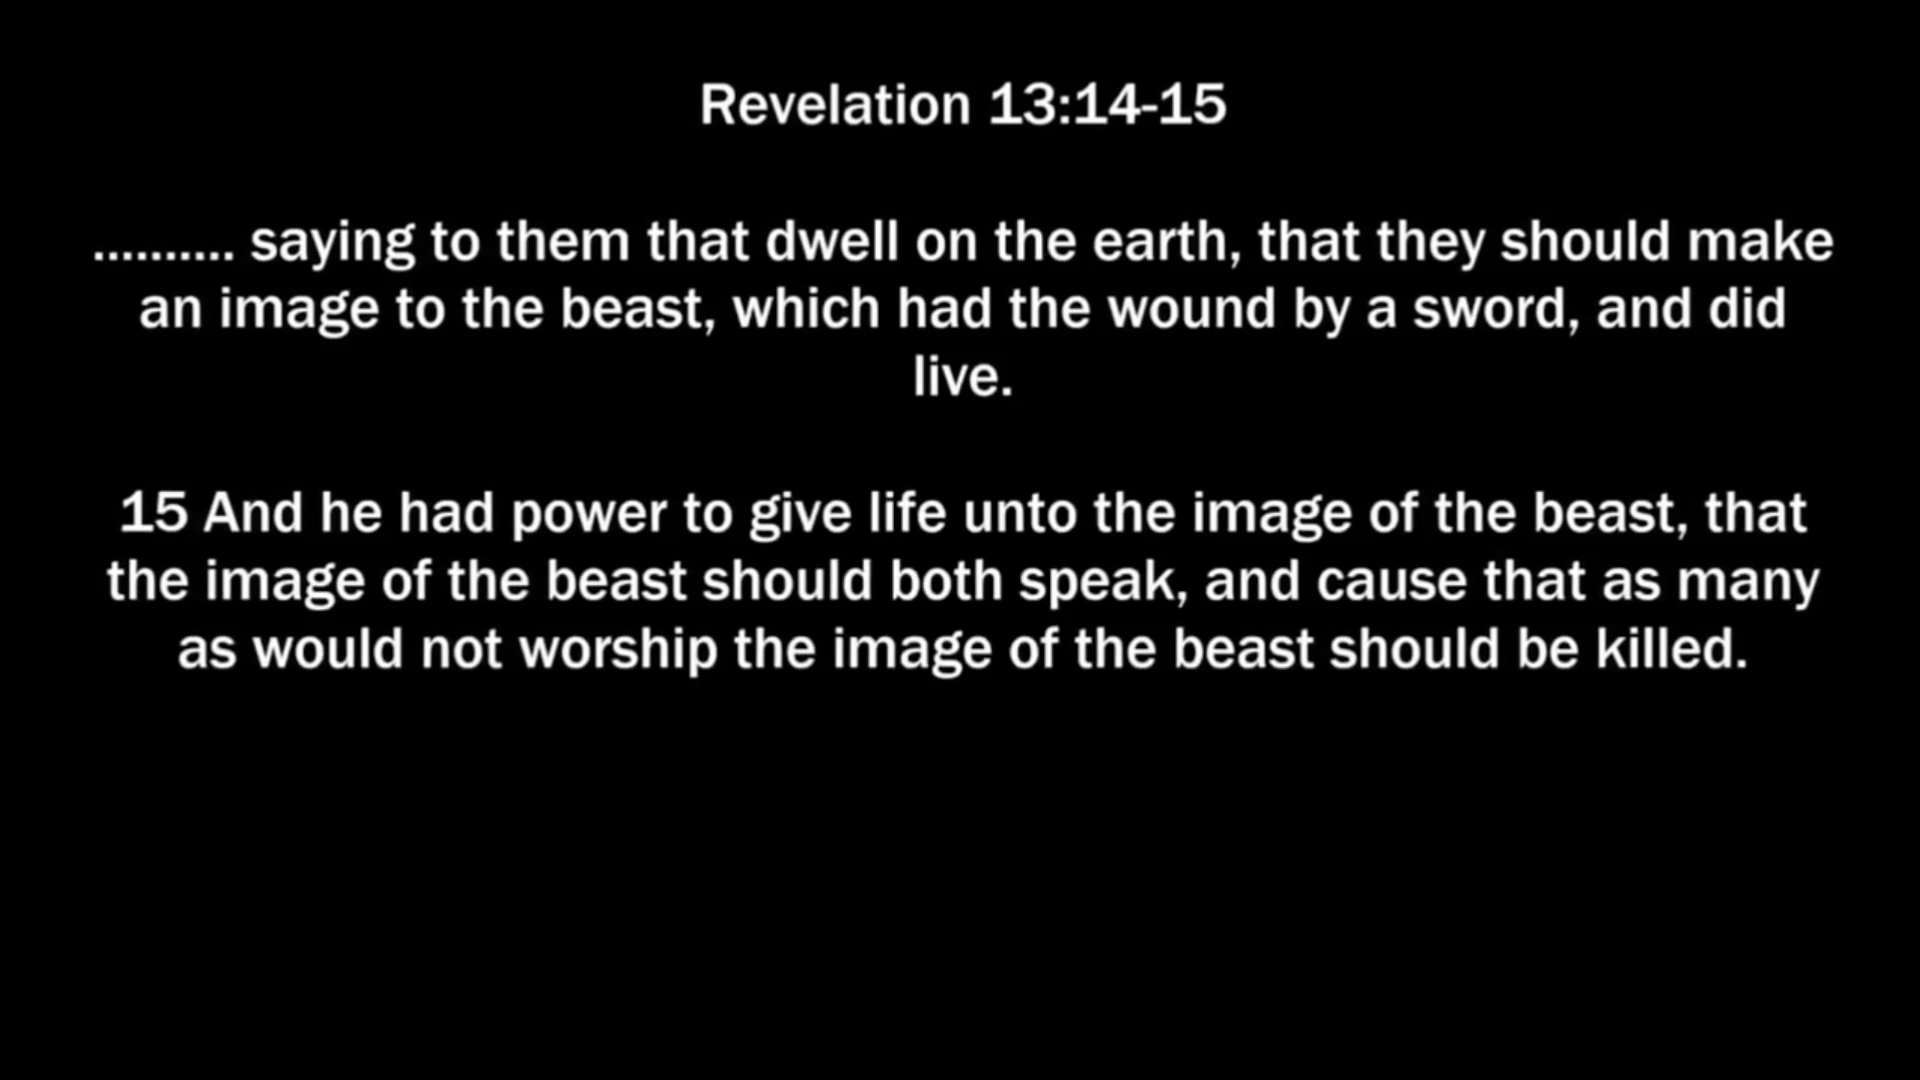 Revelation 13:14-15
.......... saying to them that dwell on the earth, that they should make
an image to the beast, which had the wound by a sword, and did
live.
15 And he had power to give life unto the image of the beast, that
the image of the beast should both speak, and cause that as many
as would not worship the image of the beast should be killed.